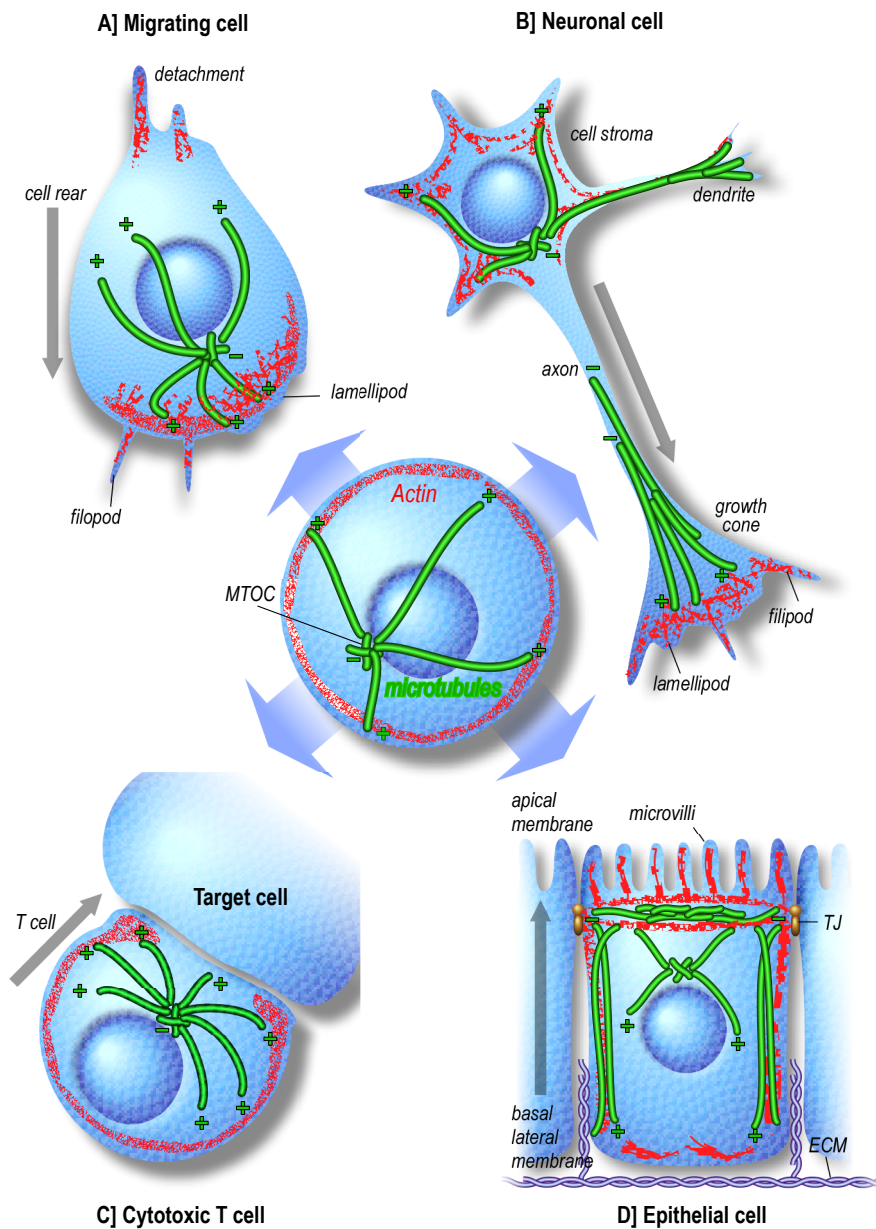 A] Migrating cell
detachment
cell rear
+
+
+
−
+
+
+
lamellipod
filopod
B] Neuronal cell
+
cell stroma
+
dendrite
−
axon
−
−
growth
cone
+
+
filipod
lamellipod
Actin
+
+
MTOC
−
+
microtubules
+
Target cell
T cell
+
+
+
+
−
+
+
+
C] Cytotoxic T cell
apical
membrane
microvilli
−
−
TJ
+
+
basal
lateral
membrane
+
+
ECM
D] Epithelial cell